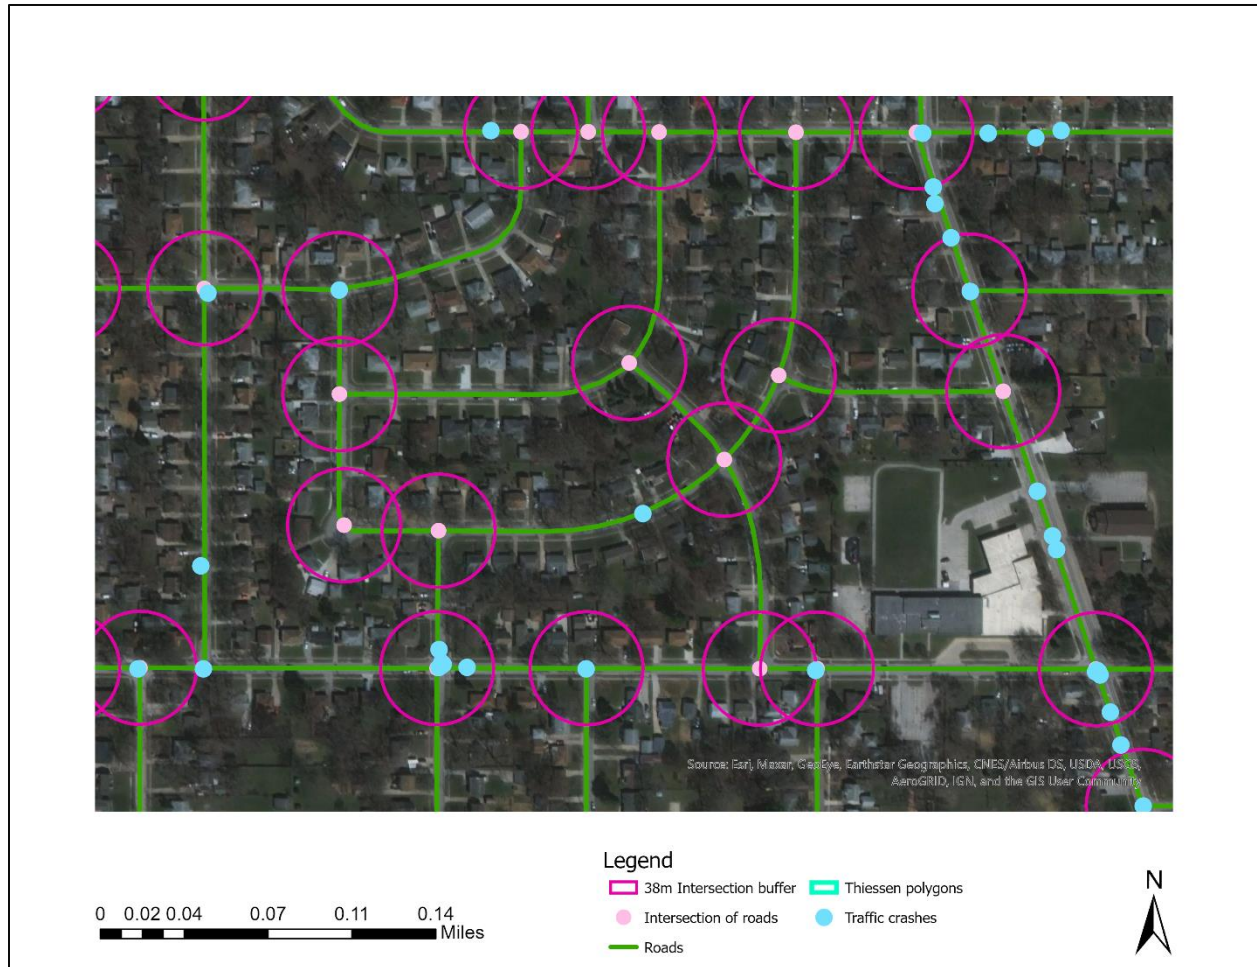 Source: Esri, Maxar, GeoEye, Earthstar Geographics, CNES/Airbus DS, USDA, USGS,
AeroGRID, IGN, and the GIS User Community
Legend
38m Intersection buffer
Thiessen polygons
Intersection of roads
Traffic crashes
Roads
0 0.02 0.04 0.07 0.11 0.14
Miles
N